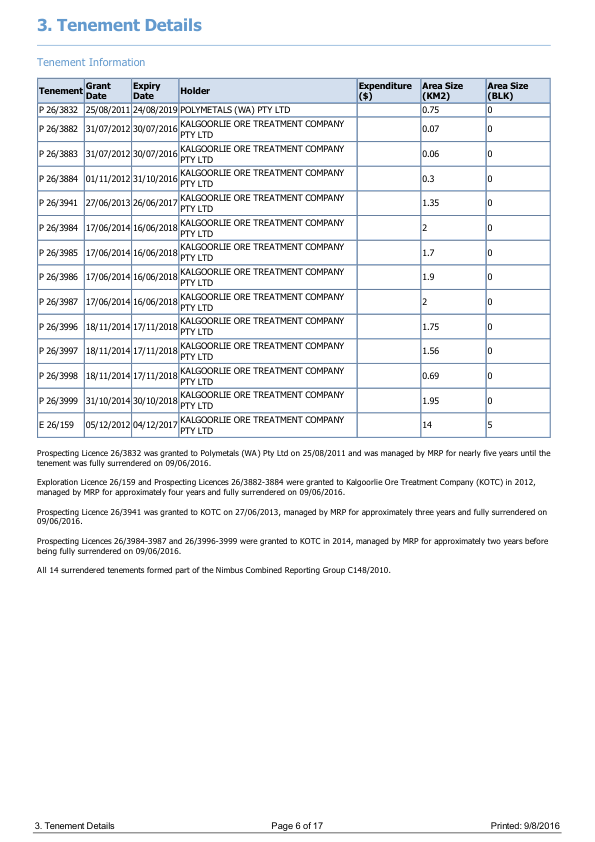 3. Tenement Details
Tenement Information
Tenement Grant Date Expiry Date Holder Expenditure ($) Area Size (KM2) Area Size (BLK)
P 26/3832 25/08/2011 24/08/2019 POLYMETALS (WA) PTY LTD 0.75 0
P 26/3882 31/07/2012 30/07/2016 KALGOORLIE ORE TREATMENT COMPANY PTY LTD 0.07 0
P 26/3883 31/07/2012 30/07/2016 KALGOORLIE ORE TREATMENT COMPANY PTY LTD 0.06 0
P 26/3884 01/11/2012 31/10/2016 KALGOORLIE ORE TREATMENT COMPANY PTY LTD 0.3 0
P 26/3941 27/06/2013 26/06/2017 KALGOORLIE ORE TREATMENT COMPANY PTY LTD 1.35 0
P 26/3984 17/06/2014 16/06/2018 KALGOORLIE ORE TREATMENT COMPANY PTY LTD 2 0
P 26/3985 17/06/2014 16/06/2018 KALGOORLIE ORE TREATMENT COMPANY PTY LTD 1.7 0
P 26/3986 17/06/2014 16/06/2018 KALGOORLIE ORE TREATMENT COMPANY PTY LTD 1.9 0
P 26/3987 17/06/2014 16/06/2018 KALGOORLIE ORE TREATMENT COMPANY PTY LTD 2 0
P 26/3996 18/11/2014 17/11/2018 KALGOORLIE ORE TREATMENT COMPANY PTY LTD 1.75 0
P 26/3997 18/11/2014 17/11/2018 KALGOORLIE ORE TREATMENT COMPANY PTY LTD 1.56 0
P 26/3998 18/11/2014 17/11/2018 KALGOORLIE ORE TREATMENT COMPANY PTY LTD 0.69 0
P 26/3999 31/10/2014 30/10/2018 KALGOORLIE ORE TREATMENT COMPANY PTY LTD 1.95 0
E 26/159 05/12/2012 04/12/2017 KALGOORLIE ORE TREATMENT COMPANY PTY LTD 14 5
Prospecting Licence 26/3832 was granted to Polymetals (WA) Pty Ltd on 25/08/2011 and was managed by MRP for nearly five years until the
tenement was fully surrendered on 09/06/2016.
Exploration Licence 26/159 and Prospecting Licences 26/3882-3884 were granted to Kalgoorlie Ore Treatment Company (KOTC) in 2012,
managed by MRP for approximately four years and fully surrendered on 09/06/2016.
Prospecting Licence 26/3941 was granted to KOTC on 27/06/2013, managed by MRP for approximately three years and fully surrendered on
09/06/2016.
Prospecting Licences 26/3984-3987 and 26/3996-3999 were granted to KOTC in 2014, managed by MRP for approximately two years before
being fully surrendered on 09/06/2016.
All 14 surrendered tenements formed part of the Nimbus Combined Reporting Group C148/2010.
3. Tenement Details Page 6 of 17 Printed: 9/8/2016